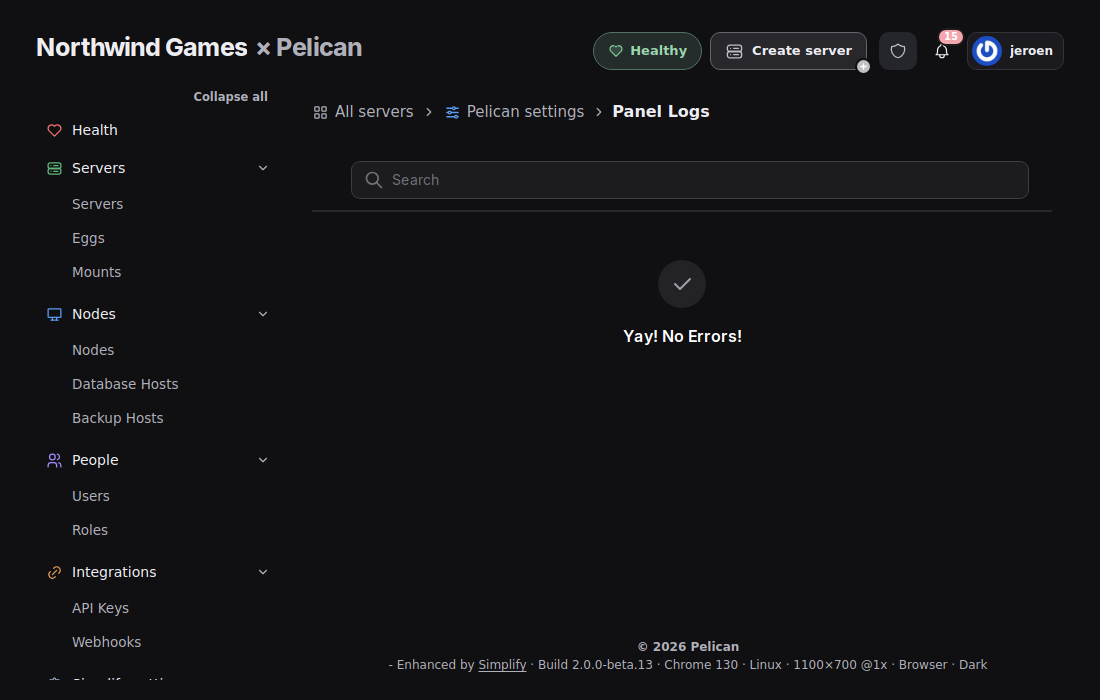 Northwind Games × Pelican
Healthy
Create server
15
jeroen
Collapse all
Health
Servers
Servers
Eggs
Mounts
Nodes
Nodes
Database Hosts
Backup Hosts
People
Users
Roles
Integrations
API Keys
Webhooks
All servers › Pelican settings › Panel Logs
Search
Yay! No Errors!
© 2026 Pelican
- Enhanced by Simplify · Build 2.0.0-beta.13 · Chrome 130 · Linux · 1100×700 @1x · Browser · Dark